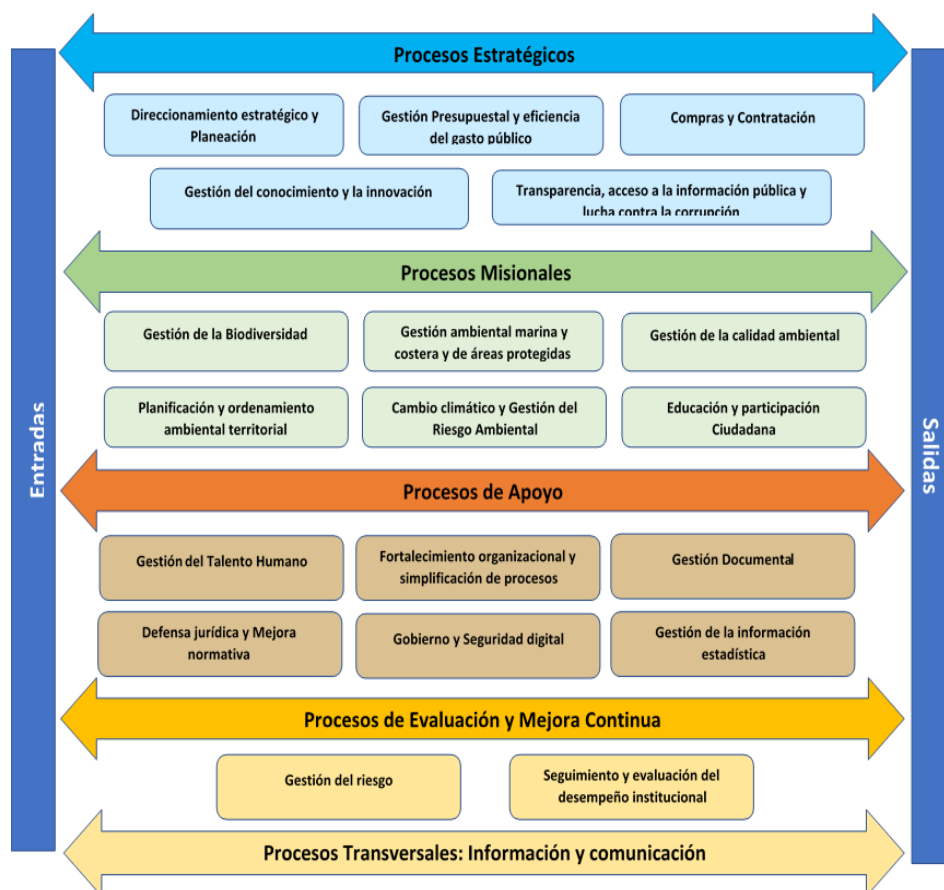 Procesos Estratégicos
Direccionamiento estratégico y
Planeación
Gestión Presupuestal y eficiencia
del gasto público
Compras y Contratación
Gestión del conocimiento y la innovación
Transparencia, acceso a la información pública y
lucha contra la corrupción
Procesos Misionales
Gestión de la Biodiversidad
Gestión ambiental marina y
costera y de áreas protegidas
Gestión de la calidad ambiental
Planificación y ordenamiento
ambiental territorial
Cambio climático y Gestión del
Riesgo Ambiental
Educación y participación
Ciudadana
Entradas
Salidas
Procesos de Apoyo
Gestión del Talento Humano
Fortalecimiento organizacional y
simplificación de procesos
Gestión Documental
Defensa jurídica y Mejora
normativa
Gobierno y Seguridad digital
Gestión de la información
estadística
Procesos de Evaluación y Mejora Continua
Gestión del riesgo
Seguimiento y evaluación del
desempeño institucional
Procesos Transversales: Información y comunicación